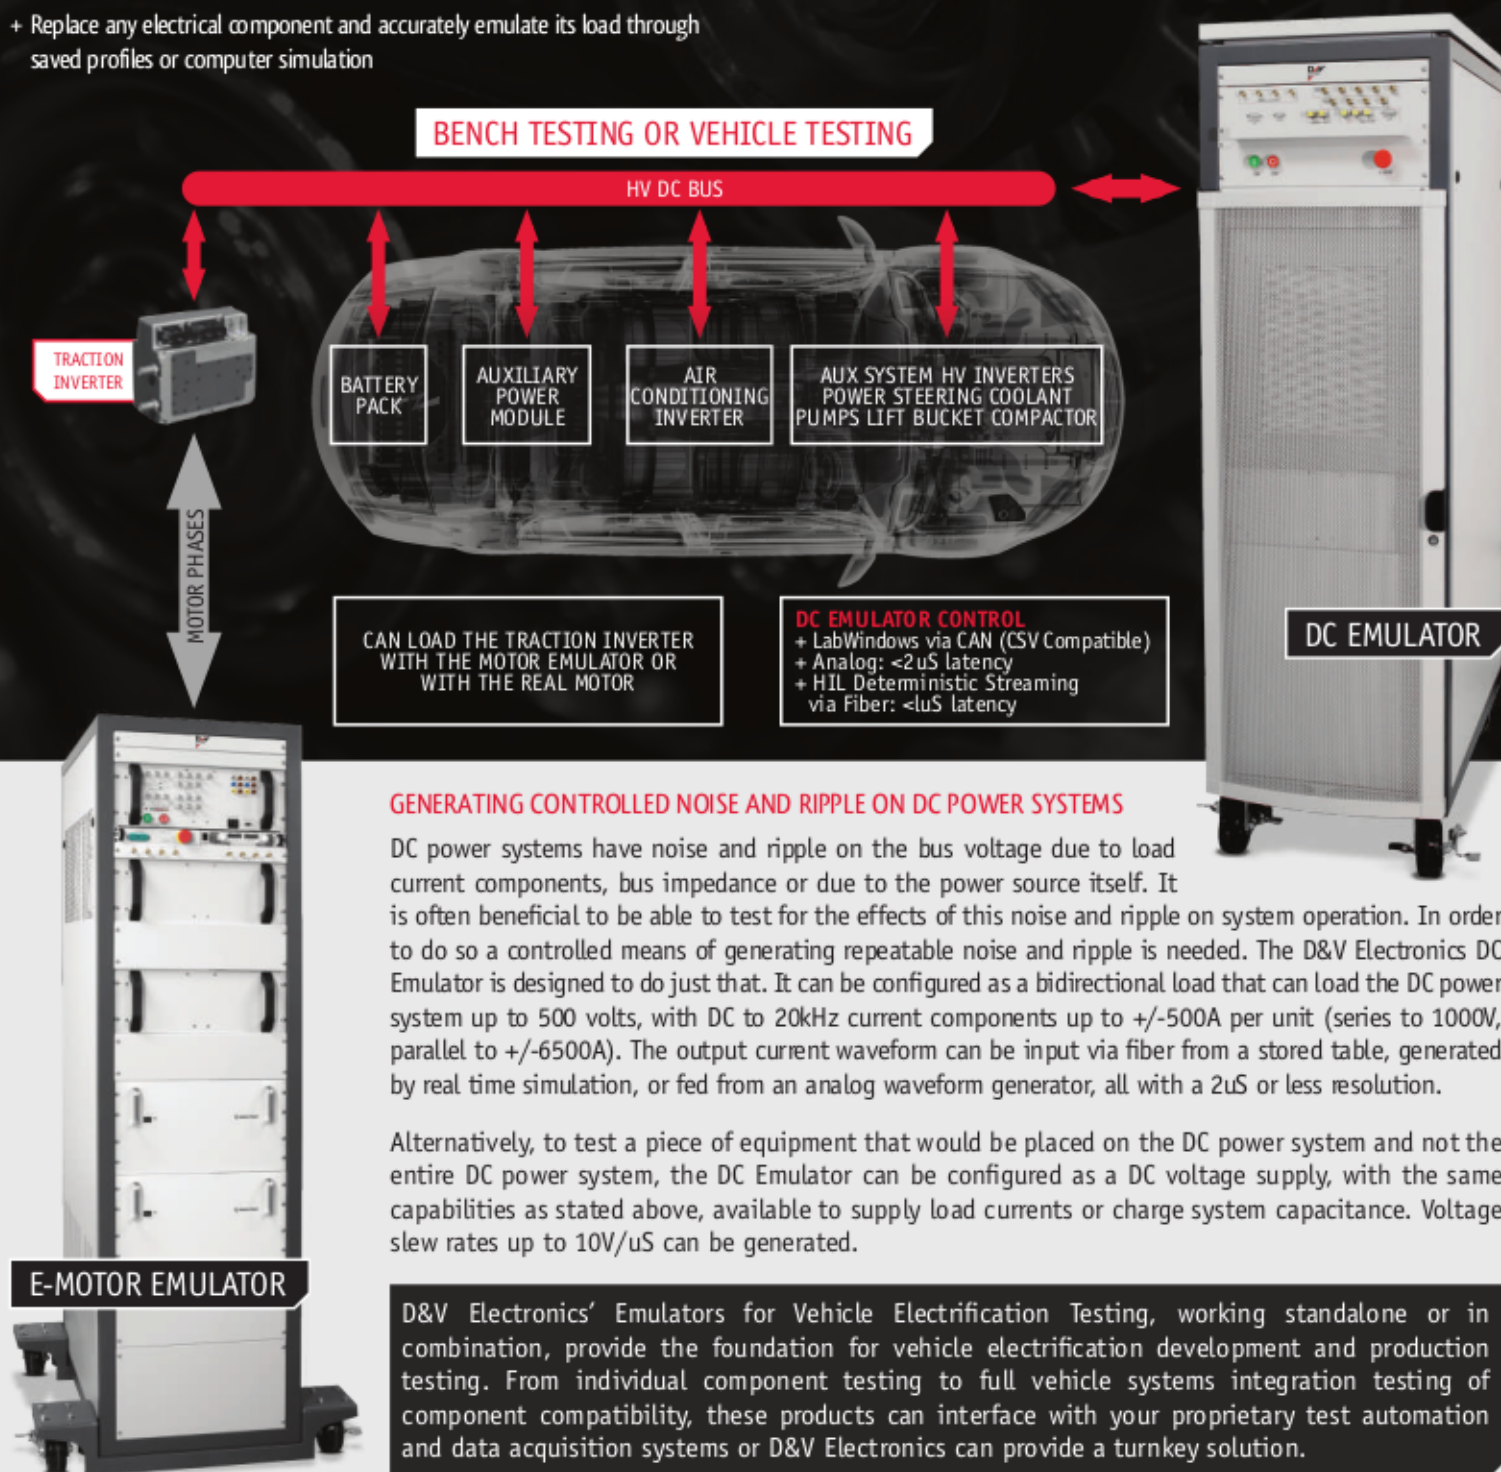 + Replace any electrical component and accurately emulate its load through
saved profiles or computer simulation
BENCH TESTING OR VEHICLE TESTING
HV DC BUS
TRACTION
INVERTER
BATTERY
PACK
AUXILIARY
POWER
MODULE
AIR
CONDITIONING
INVERTER
AUX SYSTEM HV INVERTERS
POWER STEERING COOLANT
PUMPS LIFT BUCKET COMPACTOR
MOTOR PHASES
CAN LOAD THE TRACTION INVERTER
WITH THE MOTOR EMULATOR OR
WITH THE REAL MOTOR
DC EMULATOR CONTROL
+ LabWindows via CAN (CSV Compatible)
+ Analog: <2uS latency
+ HIL Deterministic Streaming
via Fiber: <luS latency
DC EMULATOR
E-MOTOR EMULATOR
GENERATING CONTROLLED NOISE AND RIPPLE ON DC POWER SYSTEMS
DC power systems have noise and ripple on the bus voltage due to load
current components, bus impedance or due to the power source itself. It
is often beneficial to be able to test for the effects of this noise and ripple on system operation. In order
to do so a controlled means of generating repeatable noise and ripple is needed. The D&V Electronics DC
Emulator is designed to do just that. It can be configured as a bidirectional load that can load the DC power
system up to 500 volts, with DC to 20kHz current components up to +/-500A per unit (series to 1000V,
parallel to +/-6500A). The output current waveform can be input via fiber from a stored table, generated
by real time simulation, or fed from an analog waveform generator, all with a 2uS or less resolution.
Alternatively, to test a piece of equipment that would be placed on the DC power system and not the
entire DC power system, the DC Emulator can be configured as a DC voltage supply, with the same
capabilities as stated above, available to supply load currents or charge system capacitance. Voltage
slew rates up to 10V/uS can be generated.
D&V Electronics' Emulators for Vehicle Electrification Testing, working standalone or in
combination, provide the foundation for vehicle electrification development and production
testing. From individual component testing to full vehicle systems integration testing of
component compatibility, these products can interface with your proprietary test automation
and data acquisition systems or D&V Electronics can provide a turnkey solution.